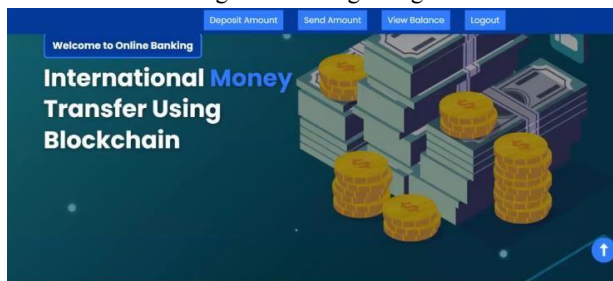 Deposit Amount Send Amount View Balance Logout
Welcome to Online Banking
International Money
Transfer Using
Blockchain